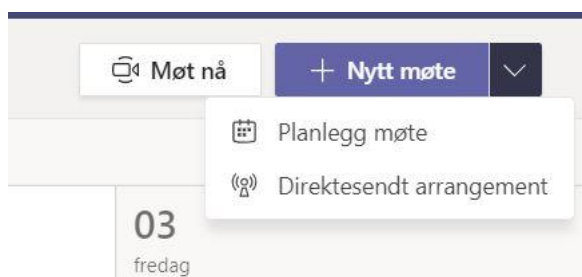 Møt nå
Nytt møte
Planlegg møte
Direktesendt arrangement
03
fredag